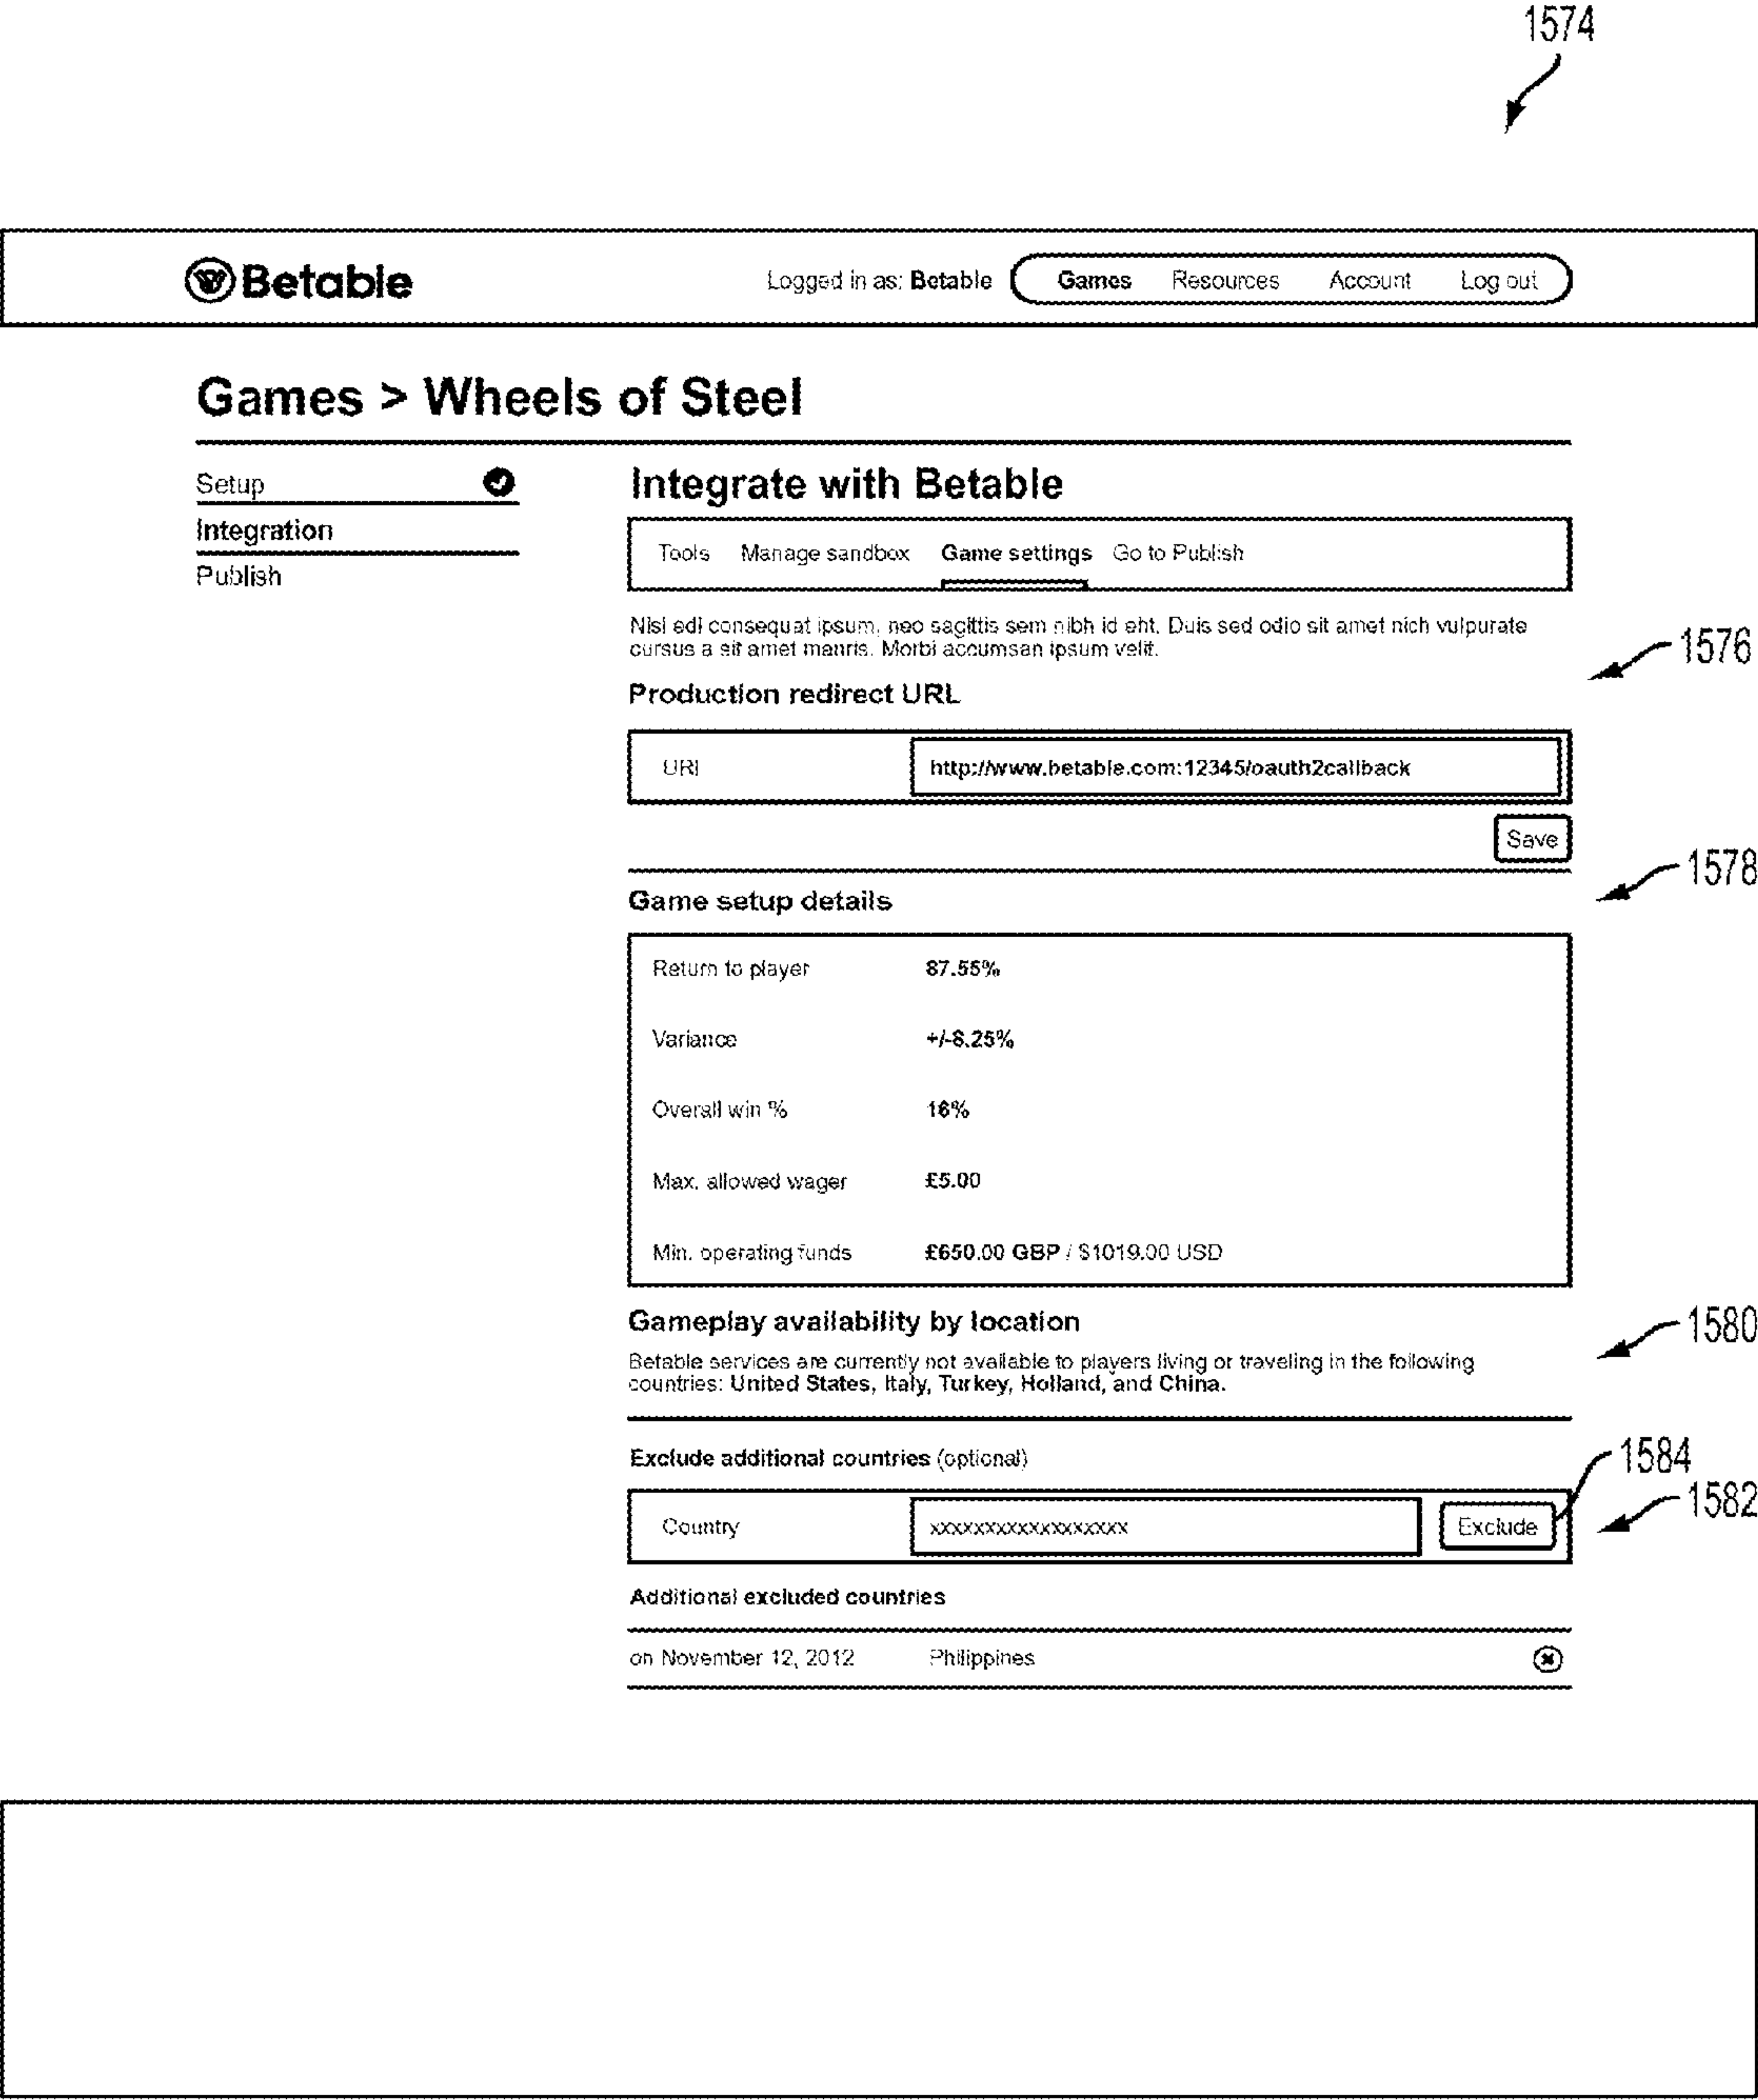 1574
Betable
Logged in as: Betable Games Resources Account Log out
Games > Wheels of Steel
Setup
Integration
Publish
Integrate with Betable
Tools Manage sandbox Game settings Go to Publish
Nisl edi consequat ipsum, neo sagittis sem nibh id eht. Duis sed odio sit amet nich vulpurate
cursus a sit amet mauris. Morbi accumsan ipsum velit.
1576
Production redirect URL
URI http://www.betable.com:12345/oauth2callback
Save
1578
Game setup details
Return to player 87.55%
Variance +/-8.25%
Overall win % 16%
Max. allowed wager £5.00
Min. operating funds £650.00 GBP / $1019.00 USD
1580
Gameplay availability by location
Betable services are currently not available to players living or traveling in the following
countries: United States, Italy, Turkey, Holland, and China.
Exclude additional countries (optional)
1584
1582
Country xxxxxxxxxxxxxxxxxx Exclude
Additional excluded countries
on November 12, 2012 Philippines